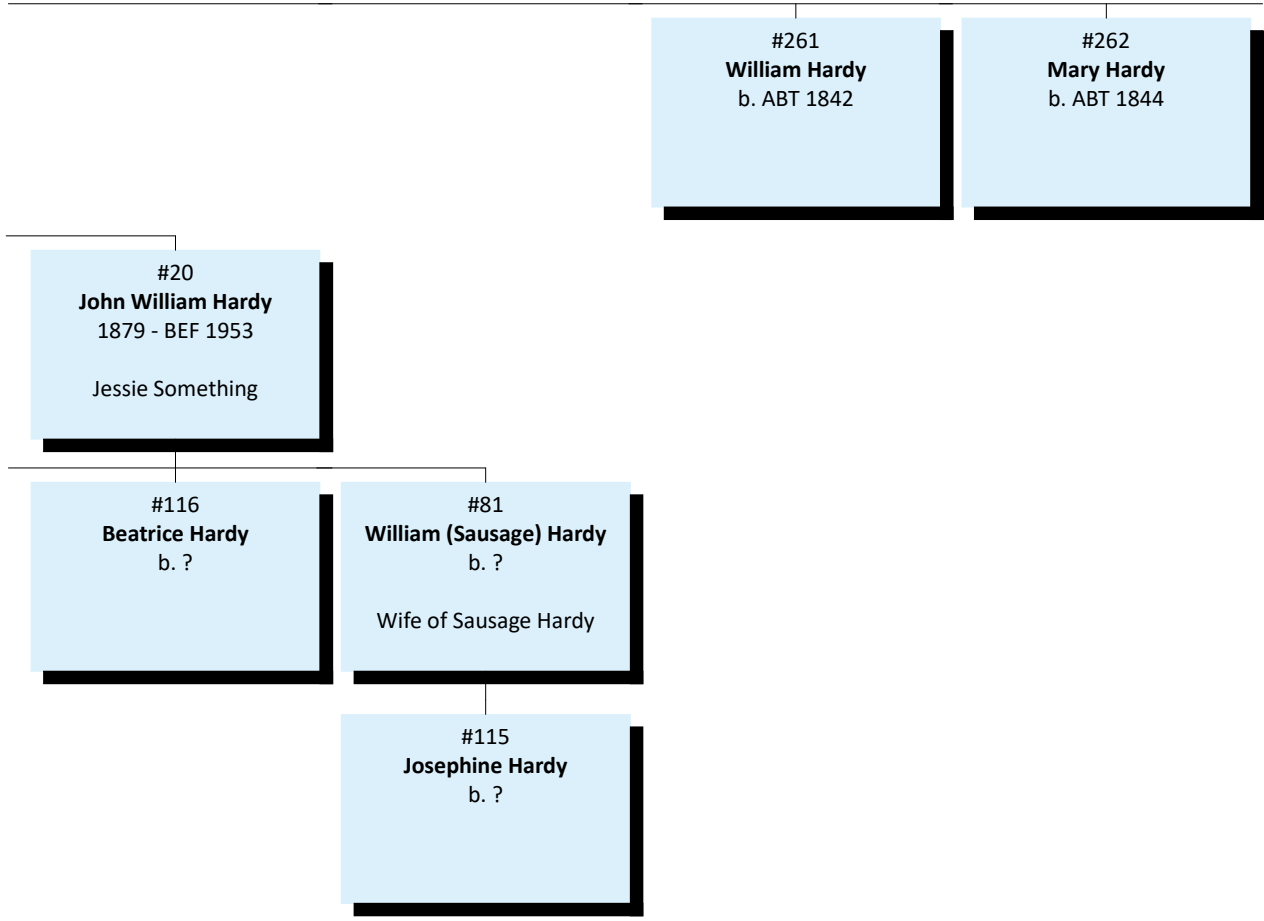 #261
William Hardy
b. ABT 1842
#262
Mary Hardy
b. ABT 1844
#20
John William Hardy
1879 - BEF 1953
Jessie Something
#116
Beatrice Hardy
b. ?
#81
William (Sausage) Hardy
b. ?
Wife of Sausage Hardy
#115
Josephine Hardy
b. ?